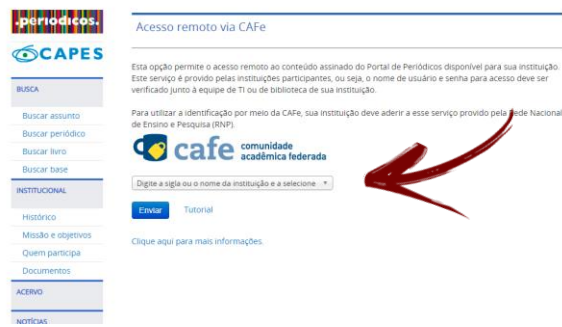 .periodicos.
CAPES
BUSCA
Buscar assunto
Buscar periódico
Buscar livro
Buscar base
INSTITUCIONAL
Histórico
Missão e objetivos
Quem participa
Documentos
ACERVO
NOTÍCIAS
Acesso remoto via CAFe
Esta opção permite o acesso remoto ao conteúdo assinado do Portal de Periódicos disponível para sua instituição.
Este serviço é provido pelas instituições participantes, ou seja, o nome de usuário e senha para acesso deve ser
verificado junto à equipe de TI ou de biblioteca de sua instituição.
Para utilizar a identificação por meio da CAFe, sua instituição deve aderir a esse serviço provido pela Rede Nacional
de Ensino e Pesquisa (RNP).
cafe comunidade
acadêmica federada
Digite a sigla ou o nome da instituição e a selecione
Enviar Tutorial
Clique aqui para mais informações.